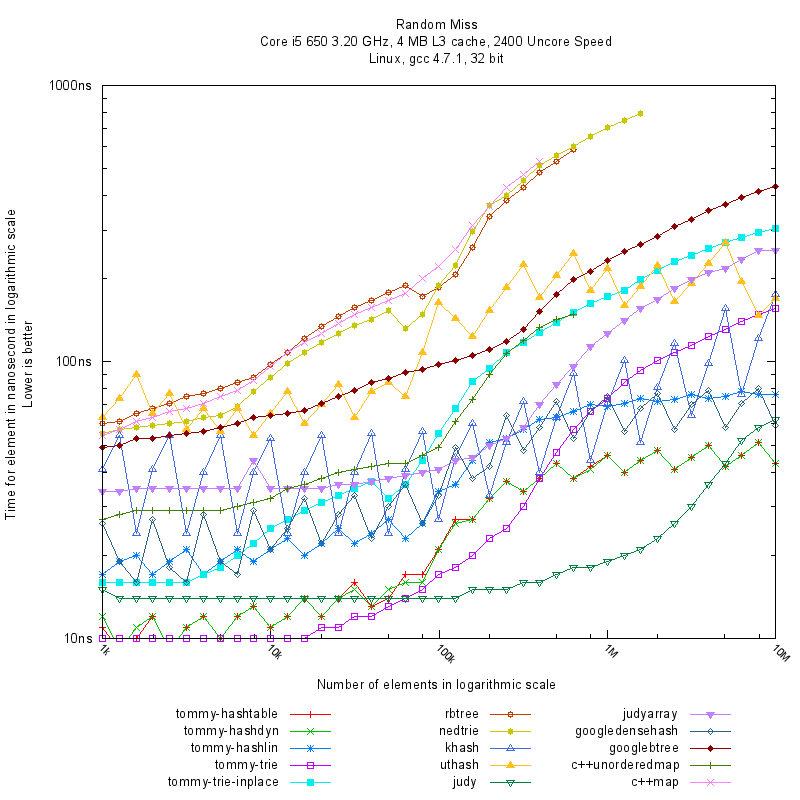 Random Miss
Core i5 650 3.20 GHz, 4 MB L3 cache, 2400 Uncore Speed
Linux, gcc 4.7.1, 32 bit
1000ns
100ns
10ns
Time for element in nanosecond in logarithmic scale
Lower is better
1k
10k
100k
1M
10M
Number of elements in logarithmic scale
tommy-hashtable
tommy-hashdyn
tommy-hashlin
tommy-trie
tommy-trie-inplace
rbtree
nedtrie
khash
uthash
judy
judyarray
googledensehash
googlebtree
c++unorderedmap
c++map